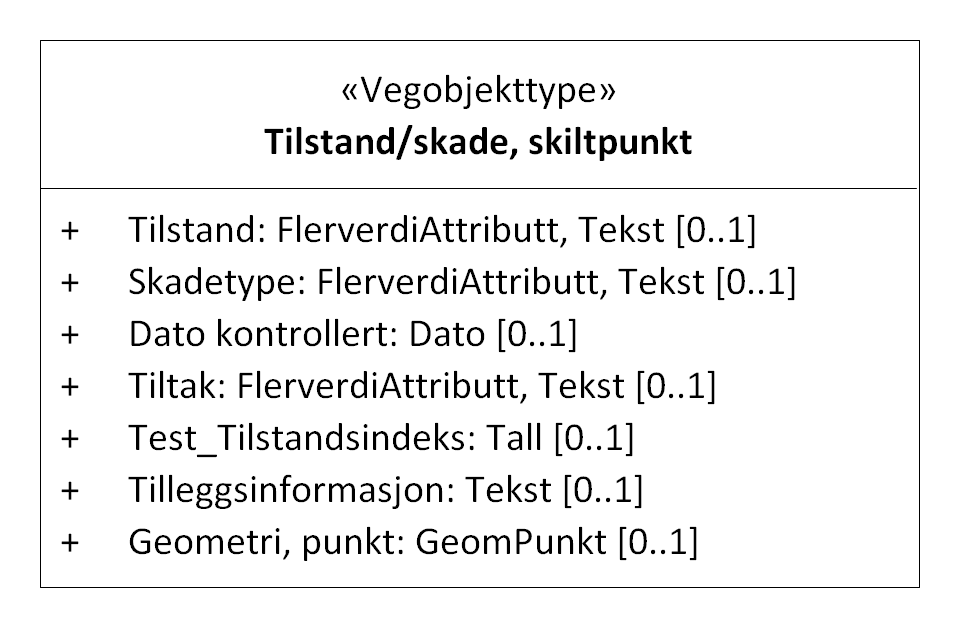 «Vegobjekttype»
Tilstand/skade, skiltpunkt
+ Tilstand: FlerverdiAttributt, Tekst [0..1]
+ Skadetype: FlerverdiAttributt, Tekst [0..1]
+ Dato kontrollert: Dato [0..1]
+ Tiltak: FlerverdiAttributt, Tekst [0..1]
+ Test_Tilstandsindeks: Tall [0..1]
+ Tilleggsinformasjon: Tekst [0..1]
+ Geometri, punkt: GeomPunkt [0..1]